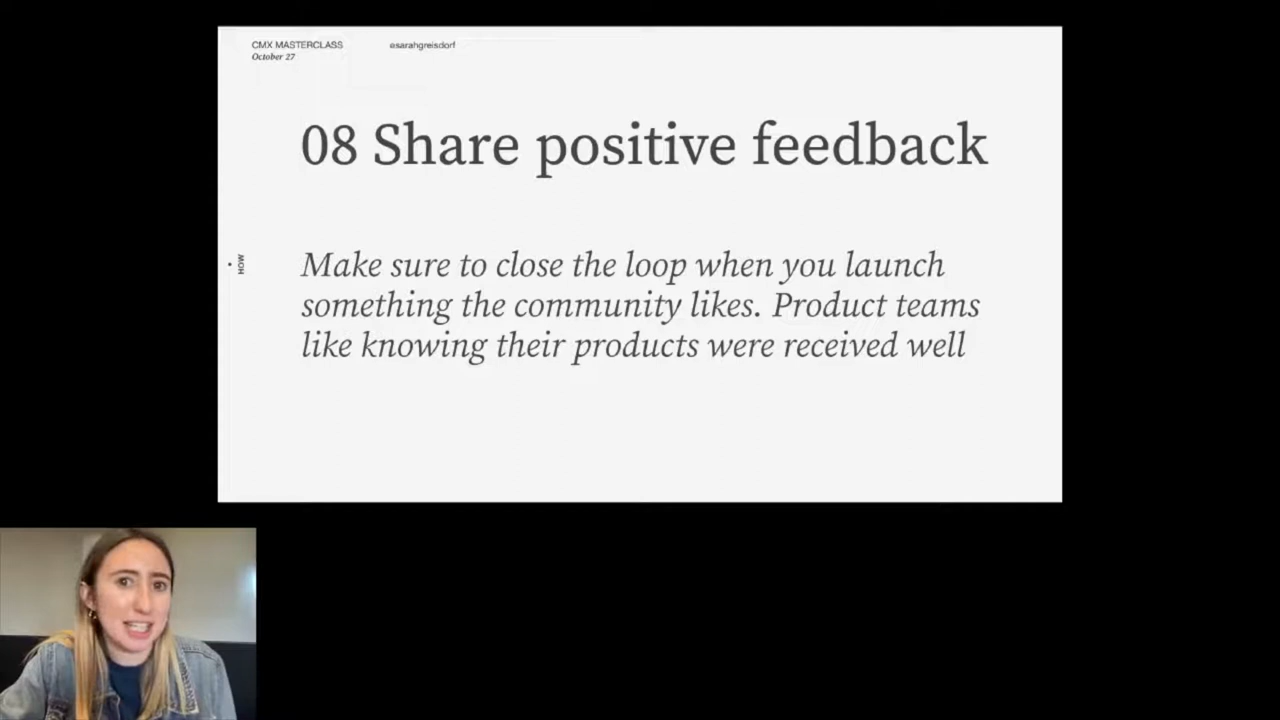 CMX MASTERCLASS
@sarahgreisdorf
October 27
08 Share positive feedback
HOW
Make sure to close the loop when you launch
something the community likes. Product teams
like knowing their products were received well